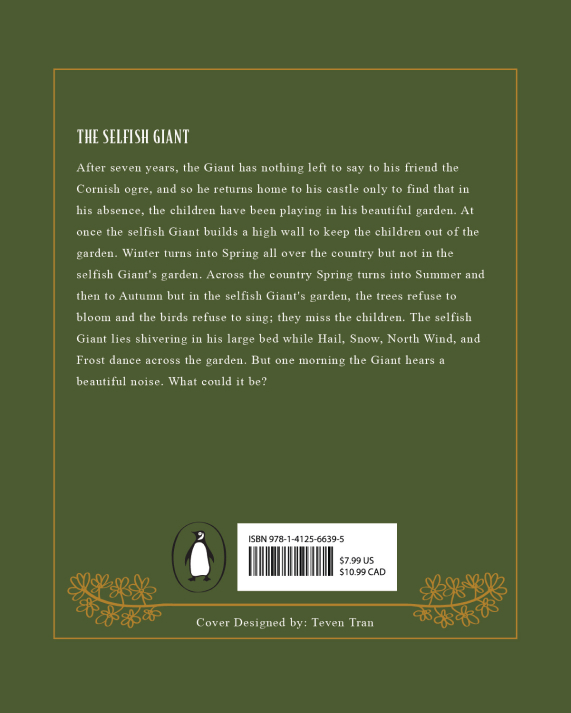 THE SELFISH GIANT
After seven years, the Giant has nothing left to say to his friend the
Cornish ogre, and so he returns home to his castle only to find that in
his absence, the children have been playing in his beautiful garden. At
once the selfish Giant builds a high wall to keep the children out of the
garden. Winter turns into Spring all over the country but not in the
selfish Giant's garden. Across the country Spring turns into Summer and
then to Autumn but in the selfish Giant's garden, the trees refuse to
bloom and the birds refuse to sing; they miss the children. The selfish
Giant lies shivering in his large bed while Hail, Snow, North Wind, and
Frost dance across the garden. But one morning the Giant hears a
beautiful noise. What could it be?
ISBN 978-1-4125-6639-5
$7.99 US
$10.99 CAD
Cover Designed by: Teven Tran